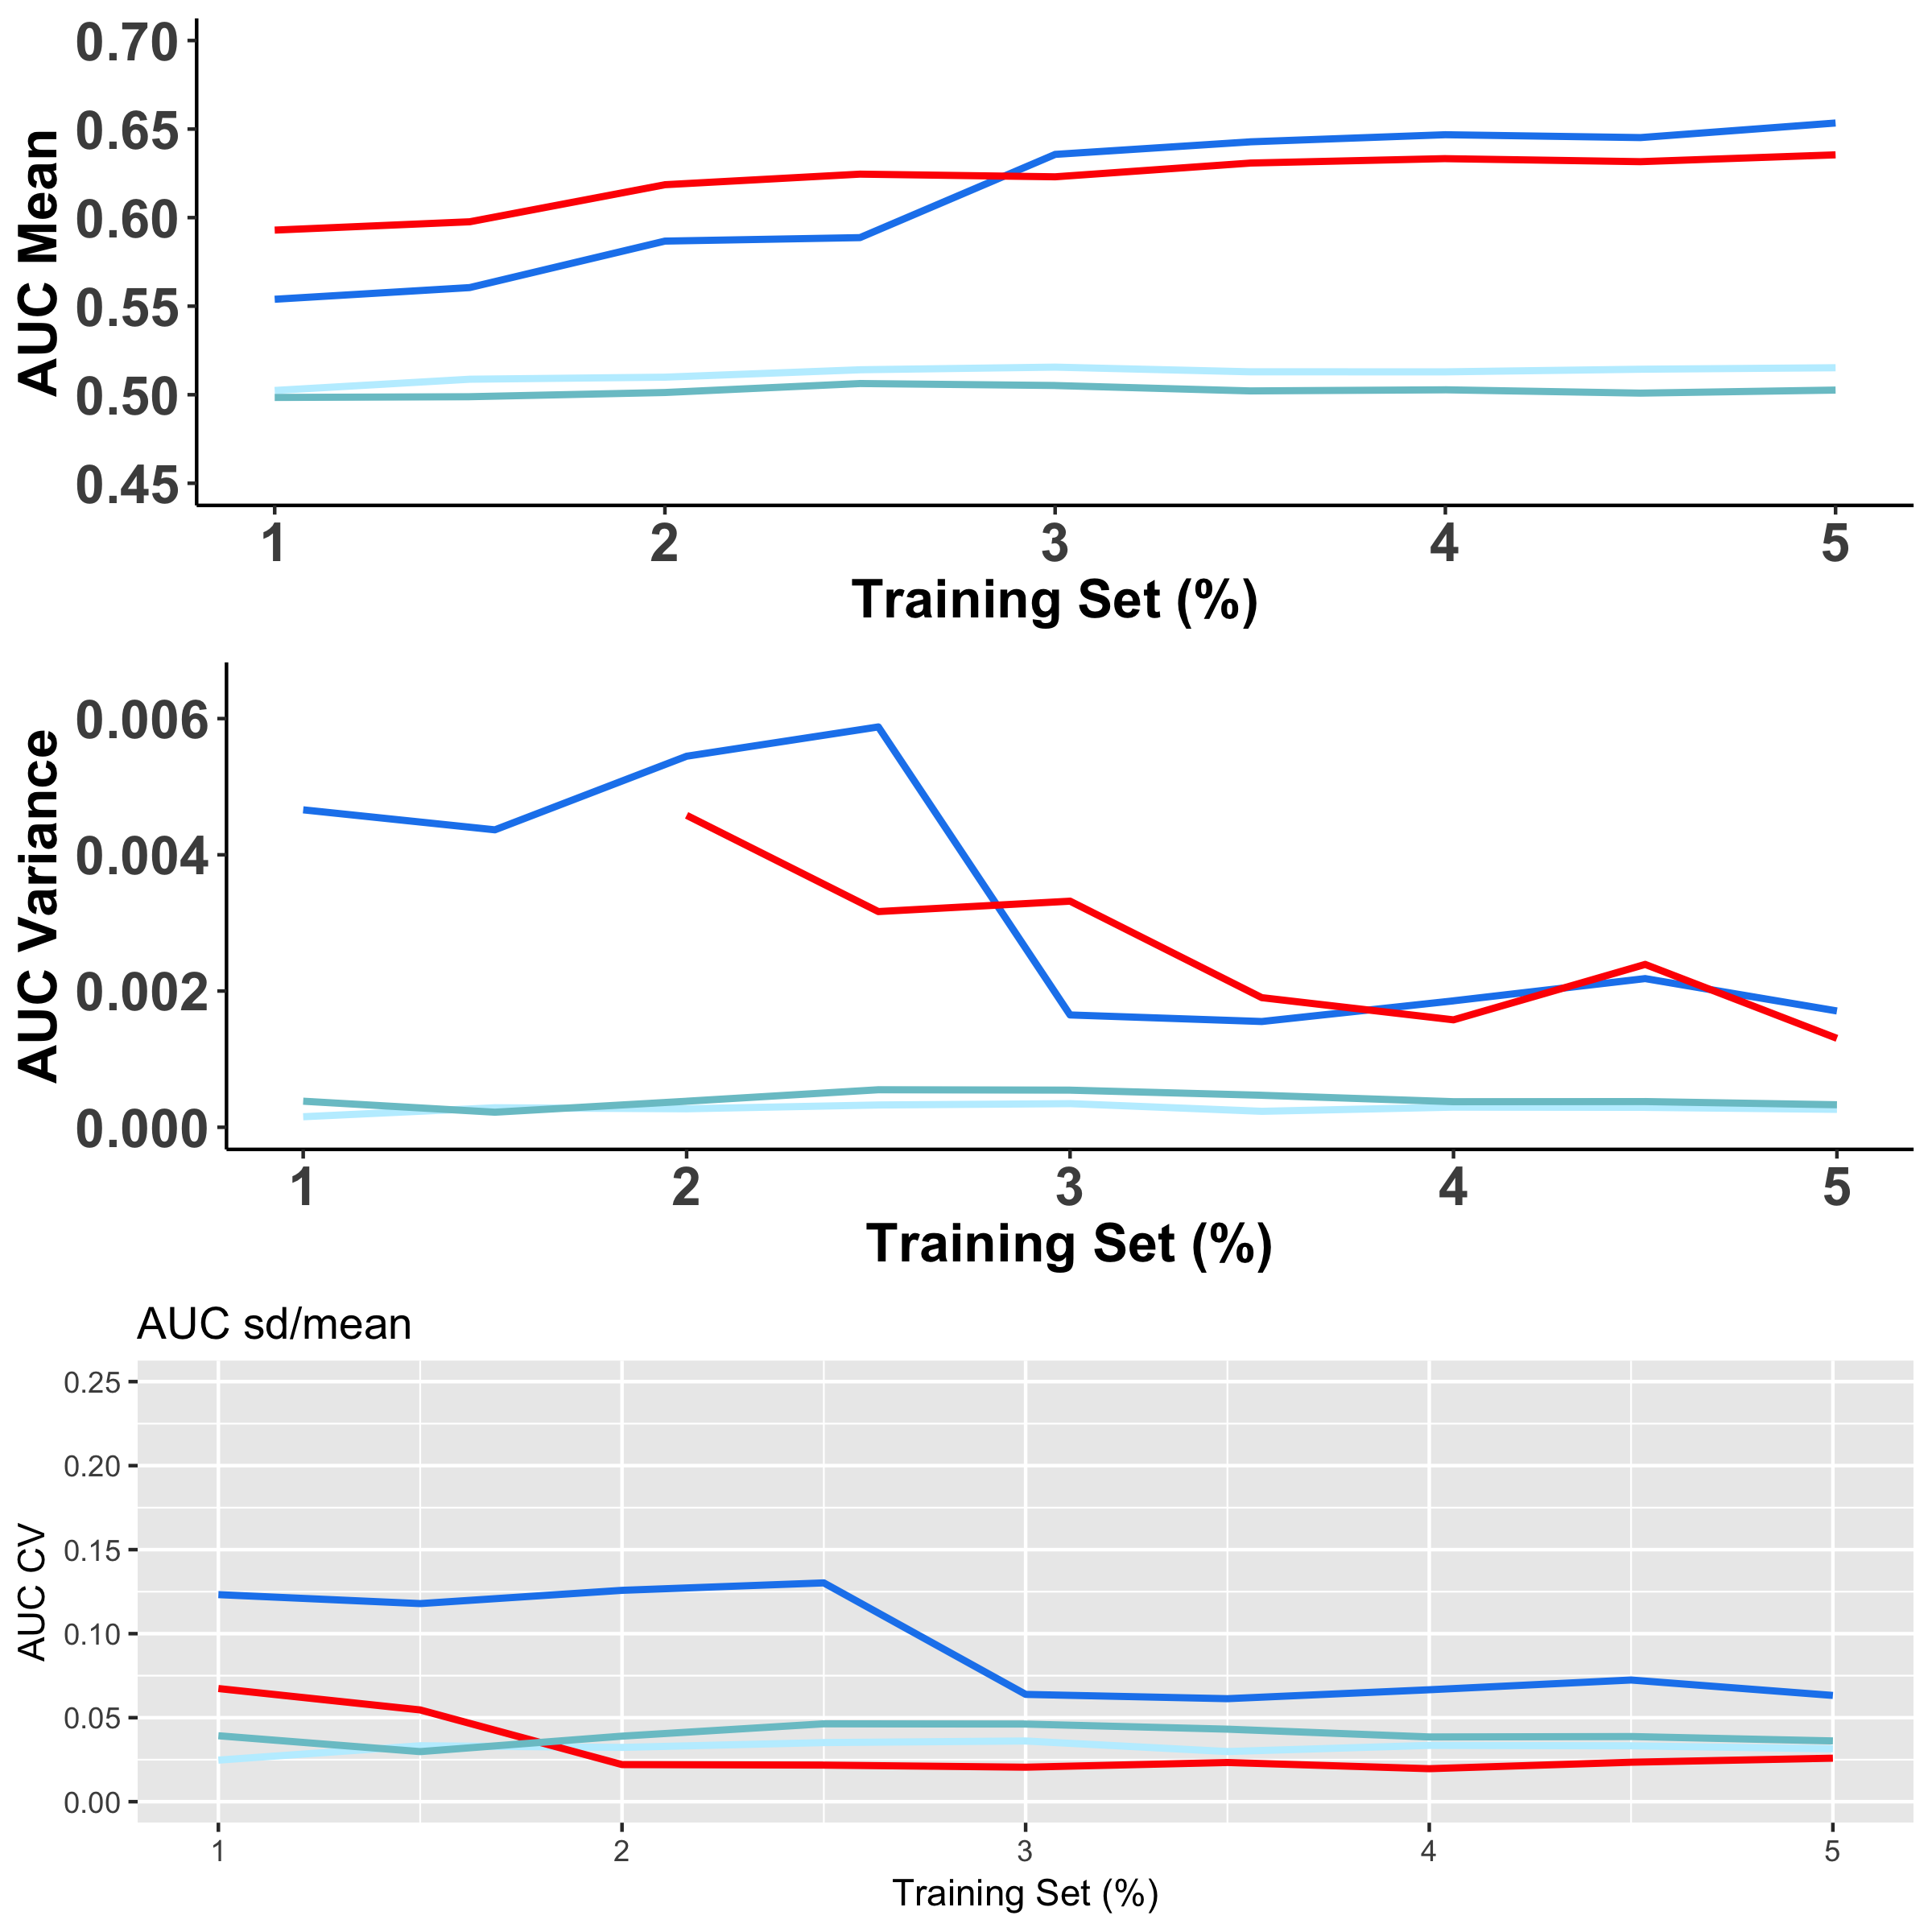 AUC Mean
0.70
0.65
0.60
0.55
0.50
0.45
1 2 3 4 5
Training Set (%)
AUC Variance
0.006
0.004
0.002
0.000
1 2 3 4 5
Training Set (%)
AUC sd/mean
AUC CV
0.25
0.20
0.15
0.10
0.05
0.00
1 2 3 4 5
Training Set (%)